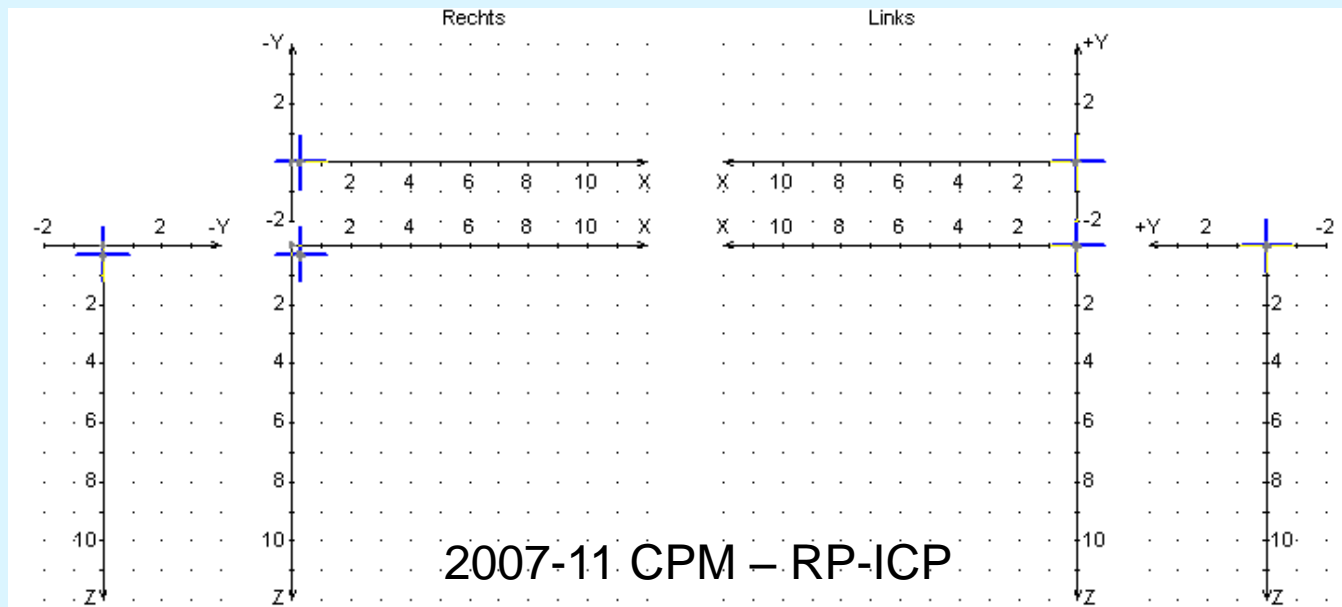 Rechts Links
-Y +Y
2 2
2 4 6 8 10 X X 10 8 6 4 2
-2 -2
-2 2 -Y 2 4 6 8 10 X X 10 8 6 4 2 +Y 2 -2
2 2 2 2
4 4 4 4
6 6 6 6
8 8 8 8
10 10 10 10
2007-11 CPM – RP-ICP
Z Z Z Z